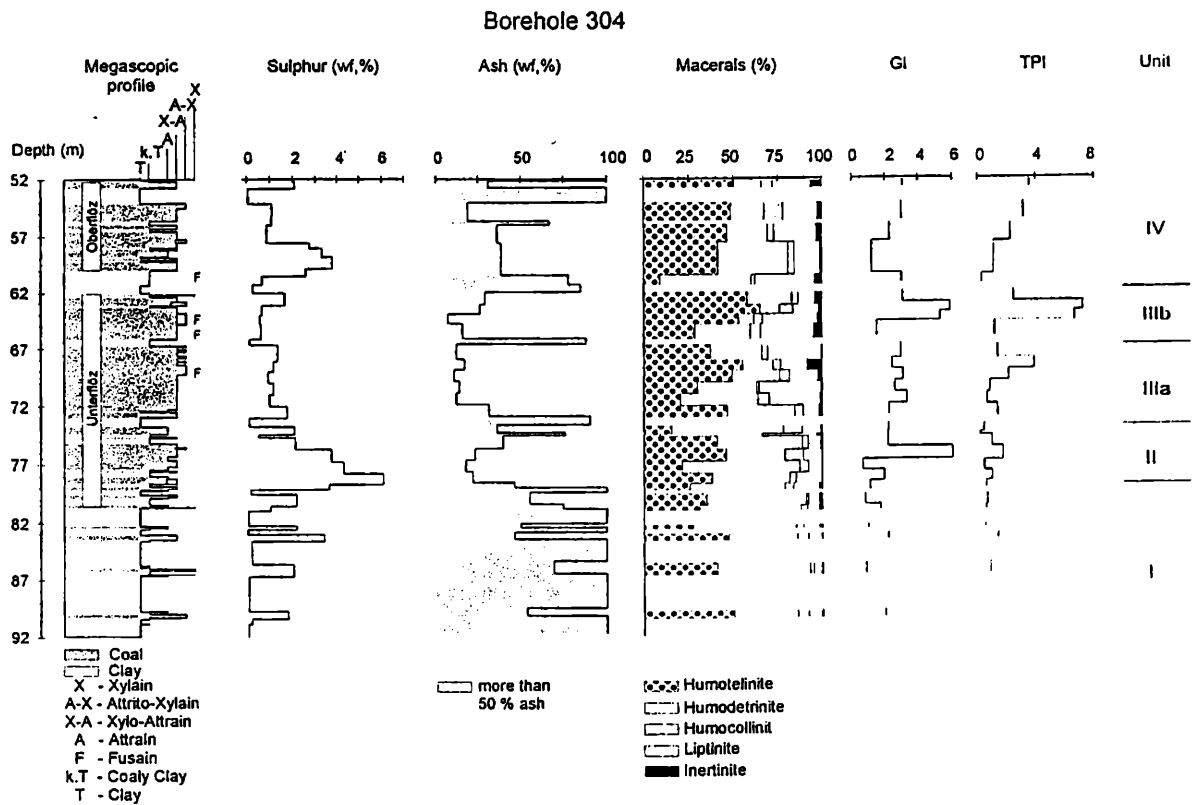 Borehole 304
Megascopic profile
Sulphur (wf,%)
Ash (wf,%)
Macerals (%)
GI
TPI
Unit
X
A-X
X-A
A
k.T
T
Depth (m)
0 2 4 6
0 50 100
0 25 50 75 100
0 2 4 6
0 4 8
52
57
62
67
72
77
82
87
92
Oberflöz
Unterflöz
F
F
F
F
IV
IIIb
IIIa
II
I
Coal
Clay
X - Xylain
A-X - Attrito-Xylain
X-A - Xylo-Attrain
A - Attrain
F - Fusain
k.T - Coaly Clay
T - Clay
more than
50 % ash
Humotelinite
Humodetrinite
Humocollinit
Liptinite
Inertinite